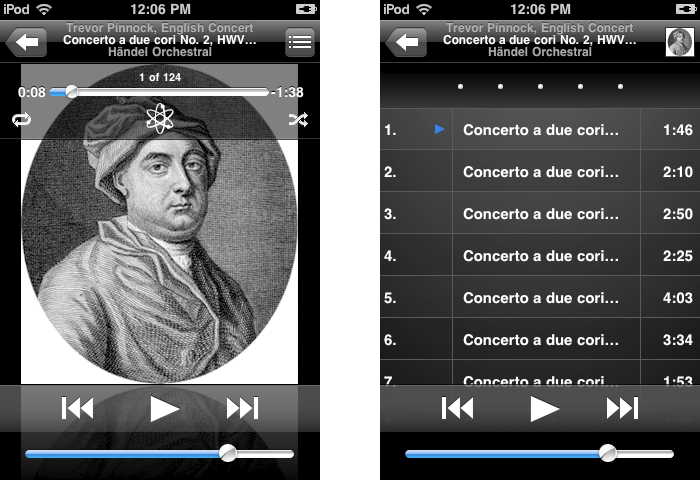 iPod 12:06 PM
Trevor Pinnock, English Concert
Concerto a due cori No. 2, HWV...
Händel Orchestral
1 of 124
0:08 -1:38
iPod 12:06 PM
Trevor Pinnock, English Concert
Concerto a due cori No. 2, HWV...
Händel Orchestral
1. Concerto a due cori... 1:46
2. Concerto a due cori... 2:10
3. Concerto a due cori... 2:50
4. Concerto a due cori... 2:25
5. Concerto a due cori... 4:03
6. Concerto a due cori... 3:34
7. Concerto a due cori... 1:53